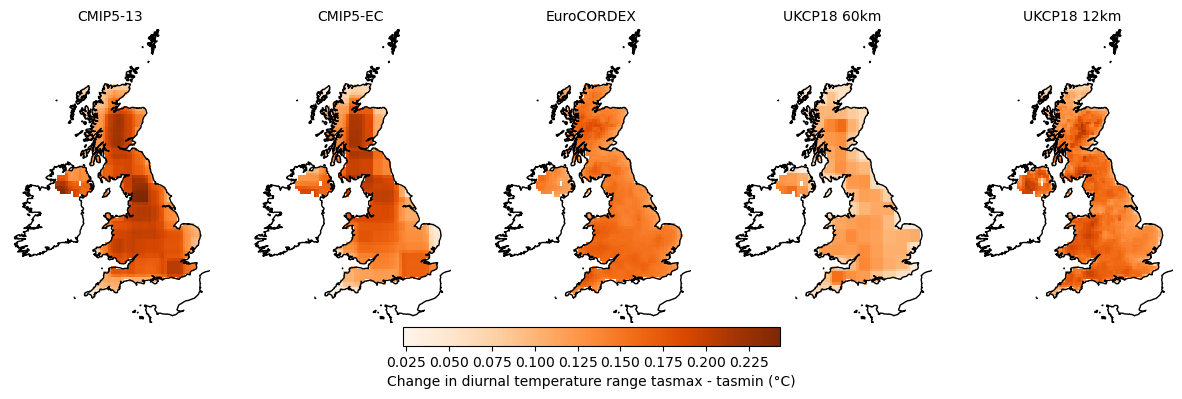 CMIP5-13 CMIP5-EC EuroCORDEX UKCP18 60km UKCP18 12km
0.025 0.050 0.075 0.100 0.125 0.150 0.175 0.200 0.225
Change in diurnal temperature range tasmax - tasmin (°C)